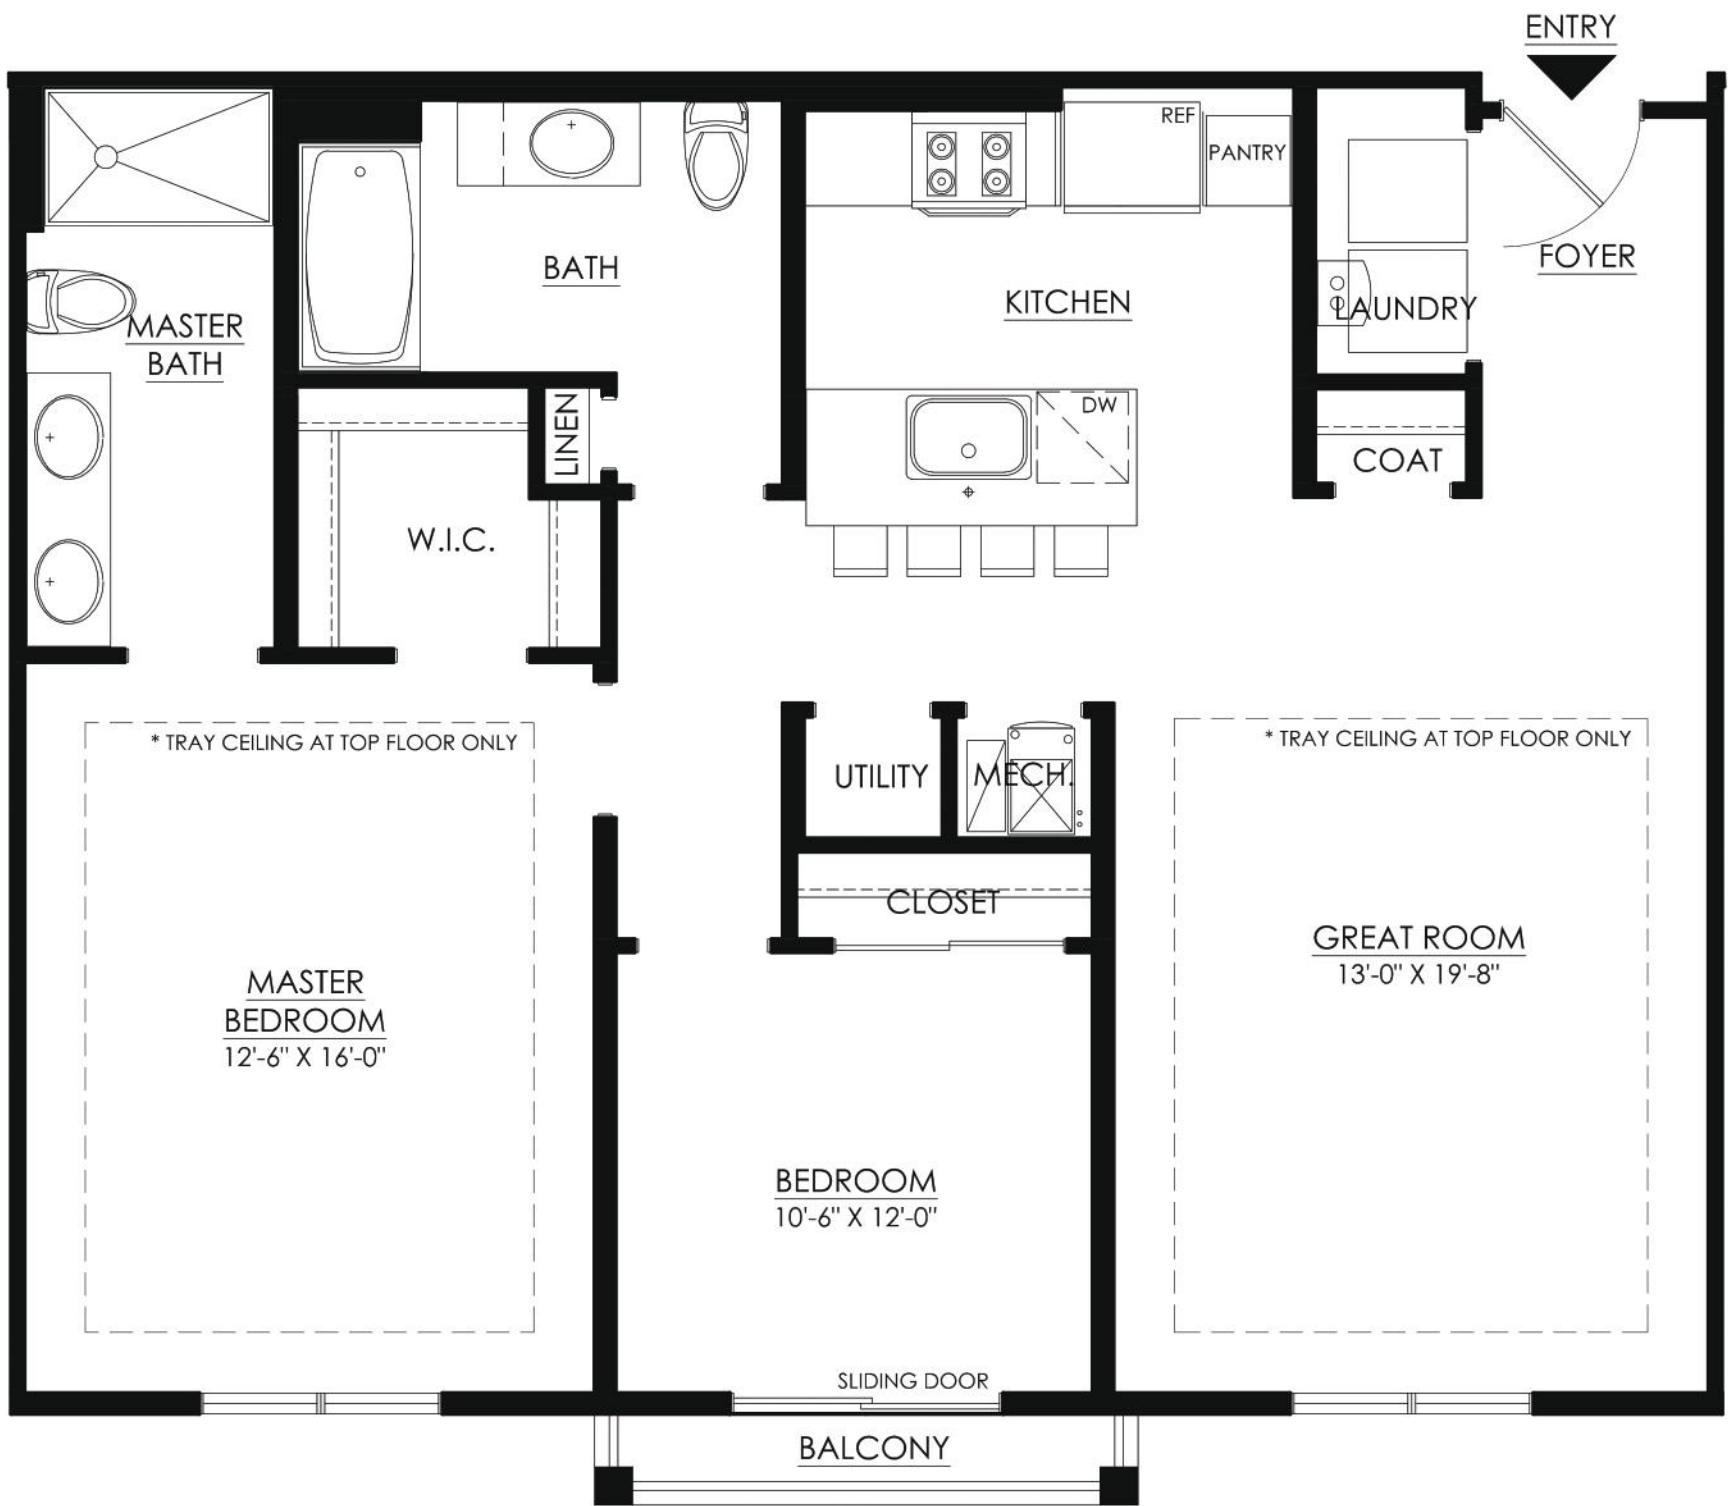 ENTRY
REF
PANTRY
FOYER
BATH
KITCHEN
LAUNDRY
MASTER
BATH
LINEN
DW
COAT
W.I.C.
* TRAY CEILING AT TOP FLOOR ONLY
* TRAY CEILING AT TOP FLOOR ONLY
UTILITY
MECH.
CLOSET
GREAT ROOM
13'-0" X 19'-8"
MASTER
BEDROOM
12'-6" X 16'-0"
BEDROOM
10'-6" X 12'-0"
SLIDING DOOR
BALCONY